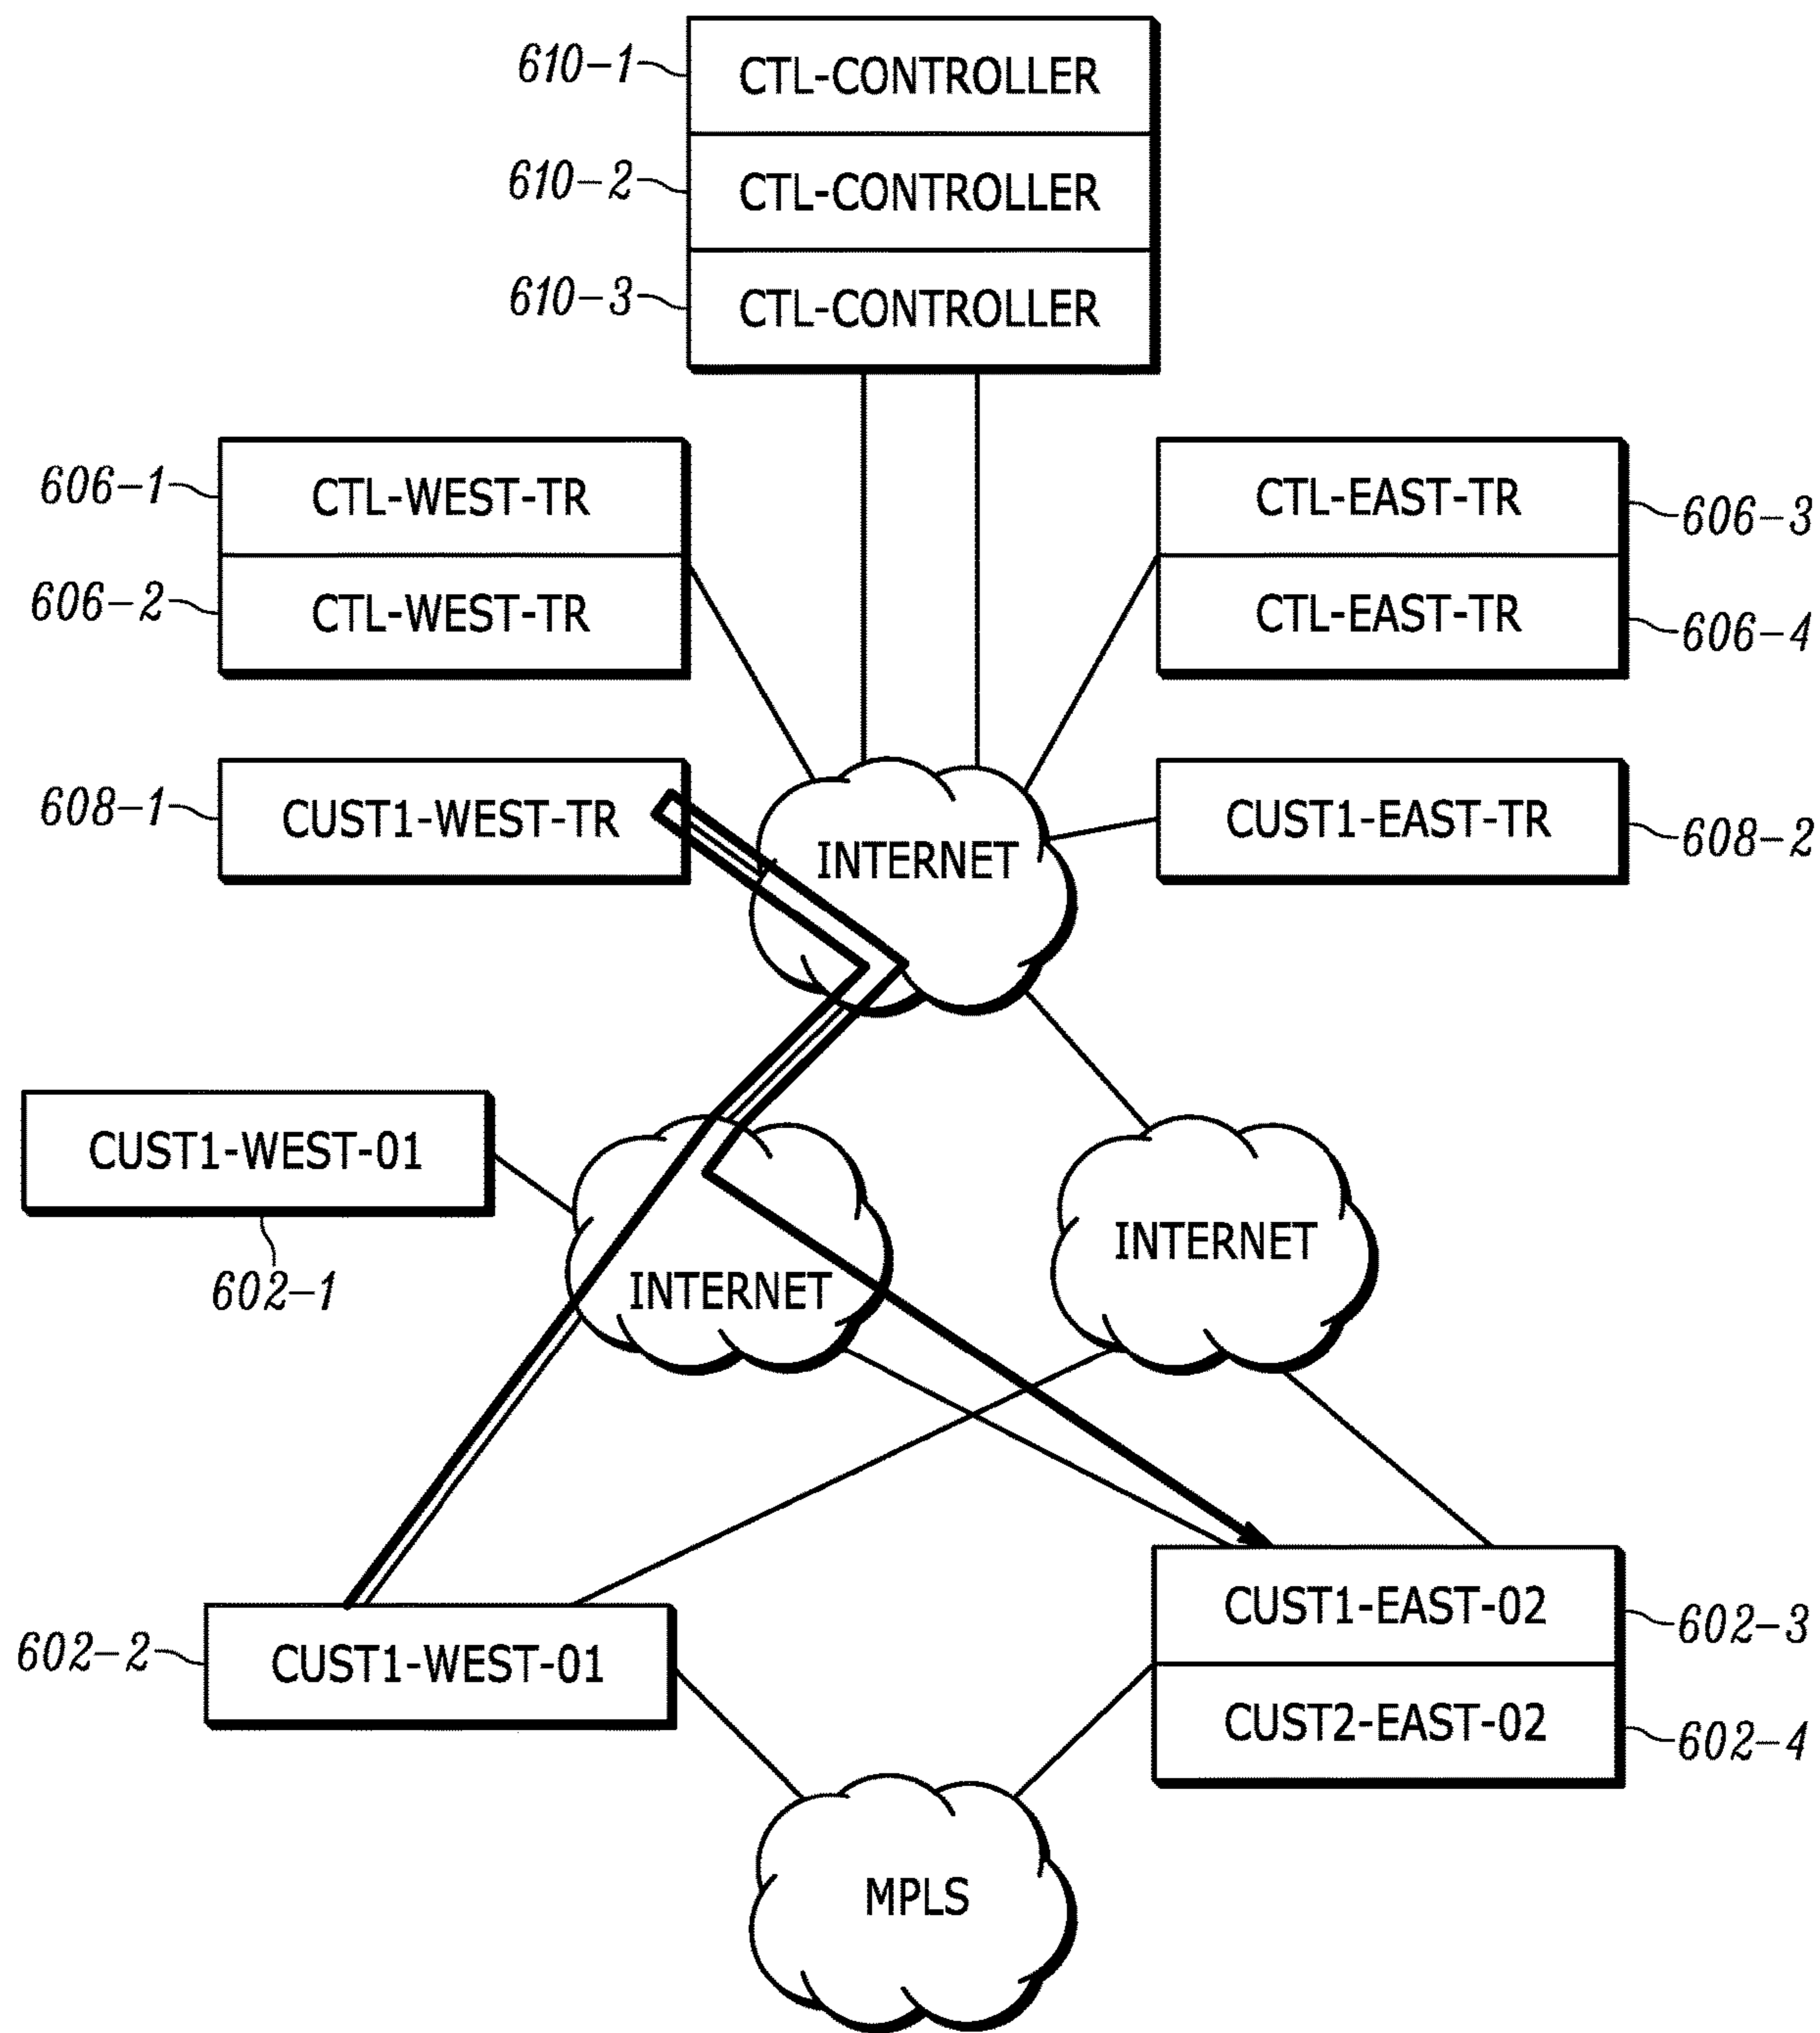 610-1 CTL-CONTROLLER
610-2 CTL-CONTROLLER
610-3 CTL-CONTROLLER
606-1 CTL-WEST-TR
606-2 CTL-WEST-TR
CTL-EAST-TR 606-3
CTL-EAST-TR 606-4
608-1 CUST1-WEST-TR
INTERNET
CUST1-EAST-TR 608-2
CUST1-WEST-01
602-1
INTERNET
INTERNET
602-2 CUST1-WEST-01
CUST1-EAST-02 602-3
CUST2-EAST-02 602-4
MPLS